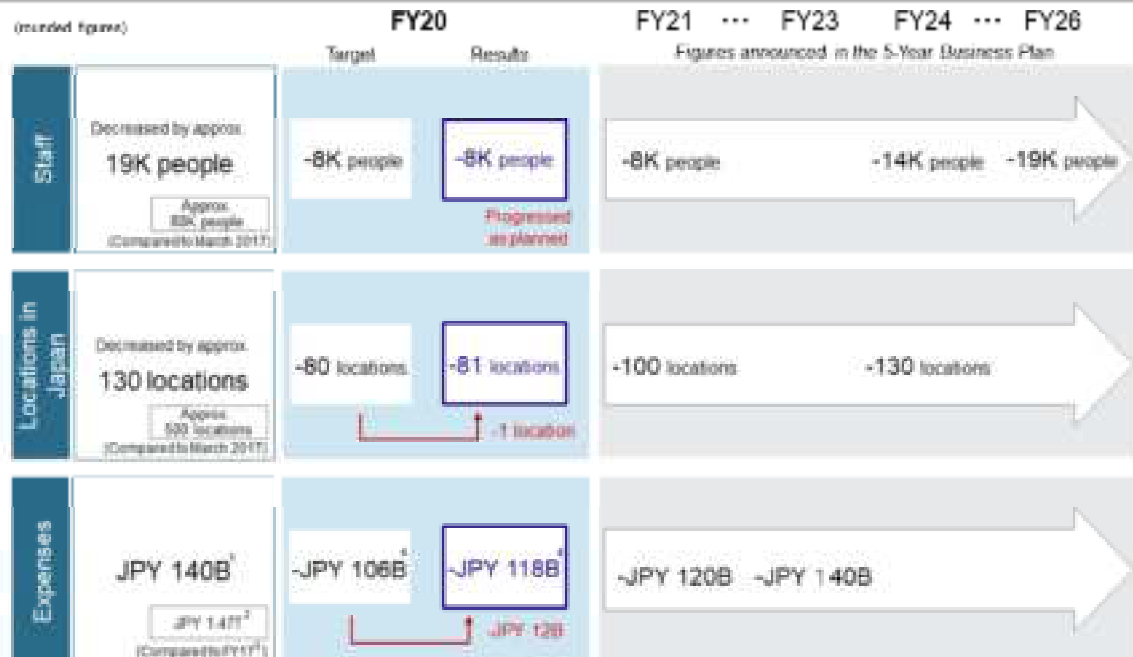 (rounded figures)
FY20
FY21 ... FY23 FY24 ... FY26
Target Results
Figures announced in the 5-Year Business Plan
Staff
Decreased by approx.
19K people
Approx.
(Compared to March 2017)
-8K people
-8K people
Progressed
as planned
-8K people -14K people -19K people
Locations in
Japan
Decreased by approx.
130 locations
Approx.
500 locations
(Compared to March 2017)
-80 locations
-81 locations
-1 location
-100 locations -130 locations
Expenses
JPY 140B
(Compared to FY17)
-JPY 106B
-JPY 118B
-JPY 12B
-JPY 120B -JPY 140B